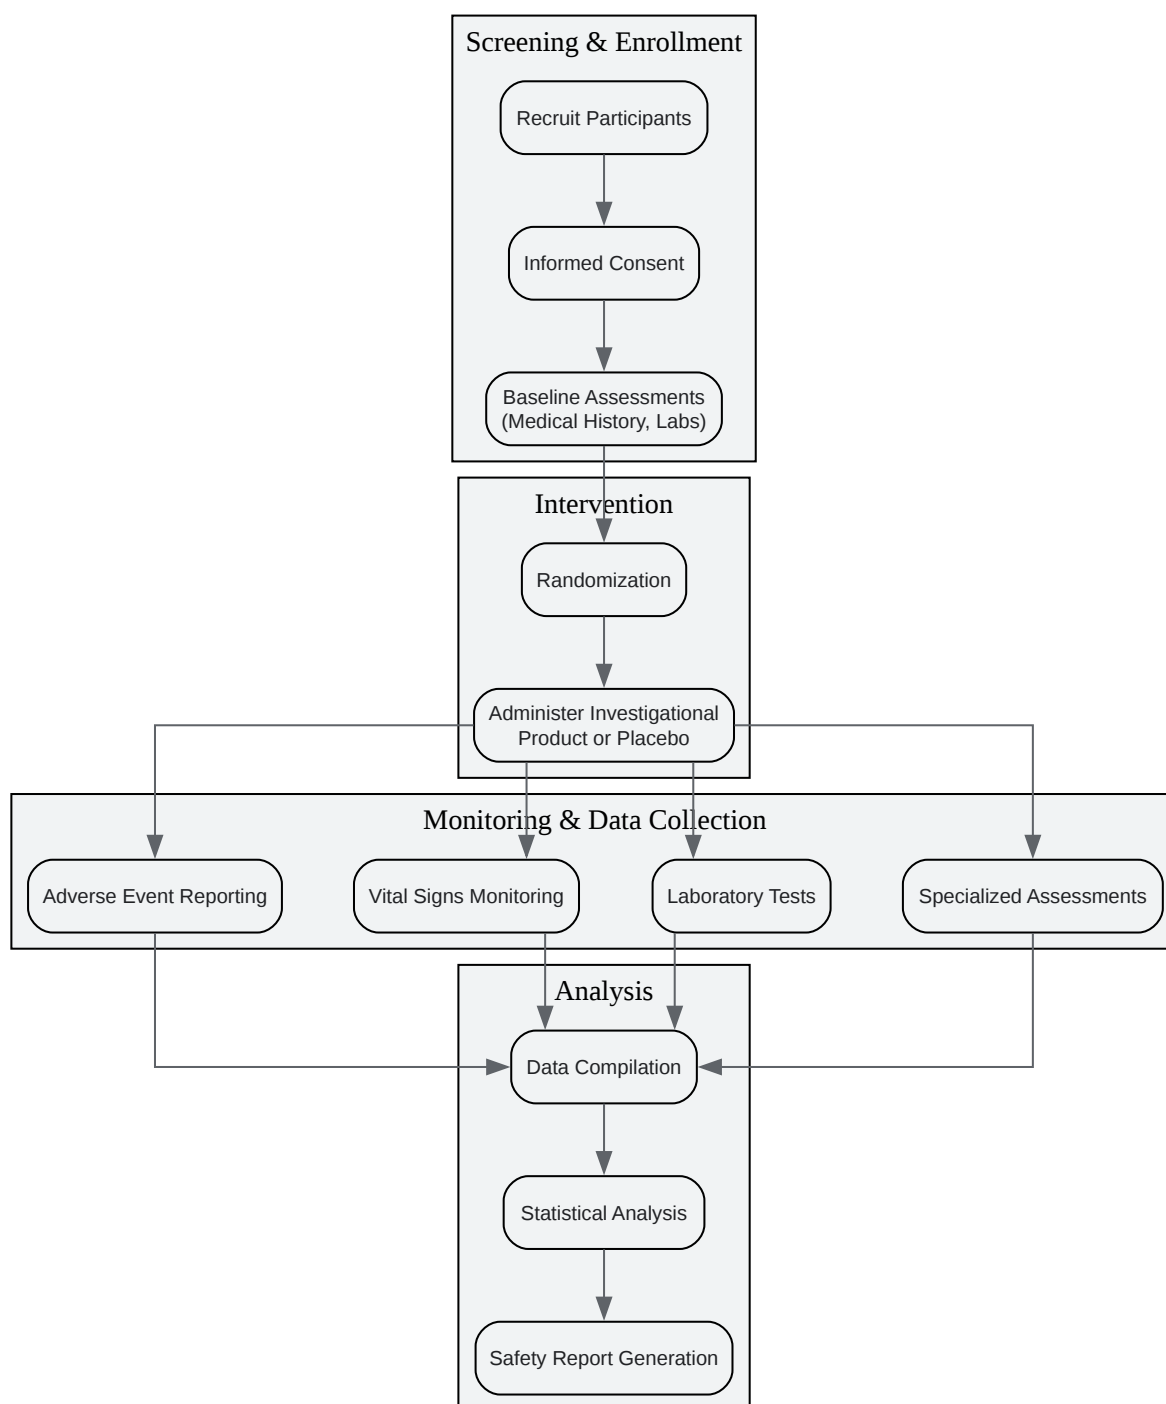 Screening & Enrollment
Recruit Participants
Informed Consent
Baseline Assessments
(Medical History, Labs)
Intervention
Randomization
Administer Investigational
Product or Placebo
Monitoring & Data Collection
Adverse Event Reporting
Vital Signs Monitoring
Laboratory Tests
Specialized Assessments
Analysis
Data Compilation
Statistical Analysis
Safety Report Generation